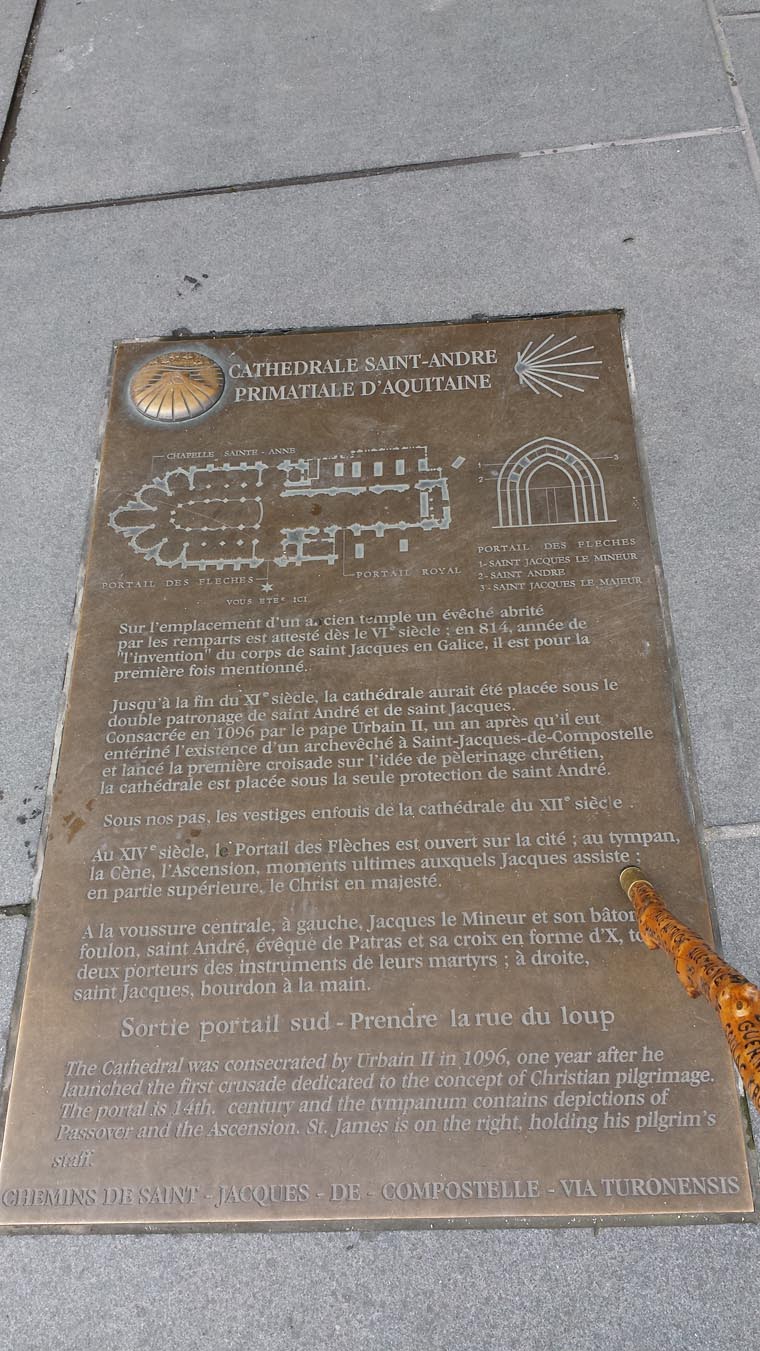 CATHEDRALE SAINT-ANDRE
PRIMATIALE D'AQUITAINE
CHAPELLE SAINTE-ANNE
1
2
3
PORTAIL DES FLECHES
PORTAIL ROYAL
VOUS ETES ICI
PORTAIL DES FLECHES
1- SAINT JACQUES LE MINEUR
2- SAINT ANDRE
3- SAINT JACQUES LE MAJEUR
Sur l'emplacement d'un ancien temple un évêché abrité
par les remparts est attesté dès le VIe siècle ; en 814, année de
"l'invention" du corps de saint Jacques en Galice, il est pour la
première fois mentionné.
Jusqu'à la fin du XIe siècle, la cathédrale aurait été placée sous le
double patronage de saint André et de saint Jacques.
Consacrée en 1096 par le pape Urbain II, un an après qu'il eut
entériné l'existence d'un archevêché à Saint-Jacques-de-Compostelle
et lancé la première croisade sur l'idée de pèlerinage chrétien,
la cathédrale est placée sous la seule protection de saint André.
Sous nos pas, les vestiges enfouis de la cathédrale du XIIe siècle .
Au XIVe siècle, le Portail des Flèches est ouvert sur la cité ; au tympan,
la Cène, l'Ascension, moments ultimes auxquels Jacques assiste ;
en partie supérieure, le Christ en majesté.
A la voussure centrale, à gauche, Jacques le Mineur et son bâton
foulon, saint André, évêque de Patras et sa croix en forme d'X,
deux porteurs des instruments de leurs martyrs ; à droite,
saint Jacques, bourdon à la main.
Sortie portail sud - Prendre la rue du loup
The Cathedral was consecrated by Urbain II in 1096, one year after he
launched the first crusade dedicated to the concept of Christian pilgrimage.
The portal is 14th. century and the tympanum contains depictions of
Passover and the Ascension. St. James is on the right, holding his pilgrim's
staff.
CHEMINS DE SAINT - JACQUES - DE - COMPOSTELLE - VIA TURONENSIS